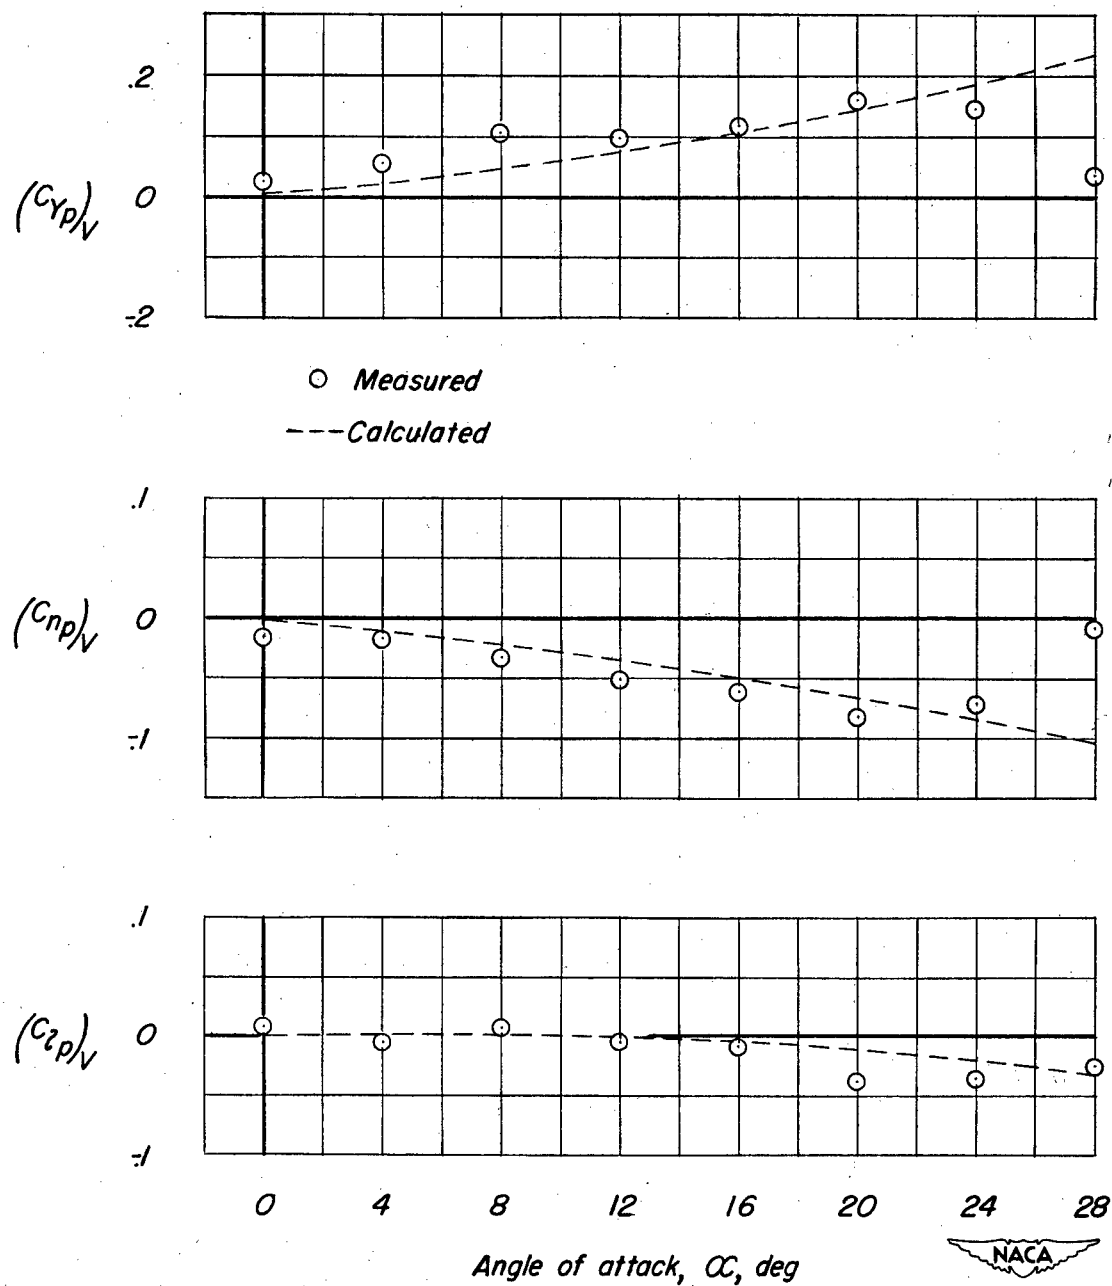 .2
(CYp)V 0
-.2
Measured
Calculated
.1
(Cnp)V 0
-.1
.1
(Clp)V 0
-.1
0 4 8 12 16 20 24 28
Angle of attack, α, deg
NACA